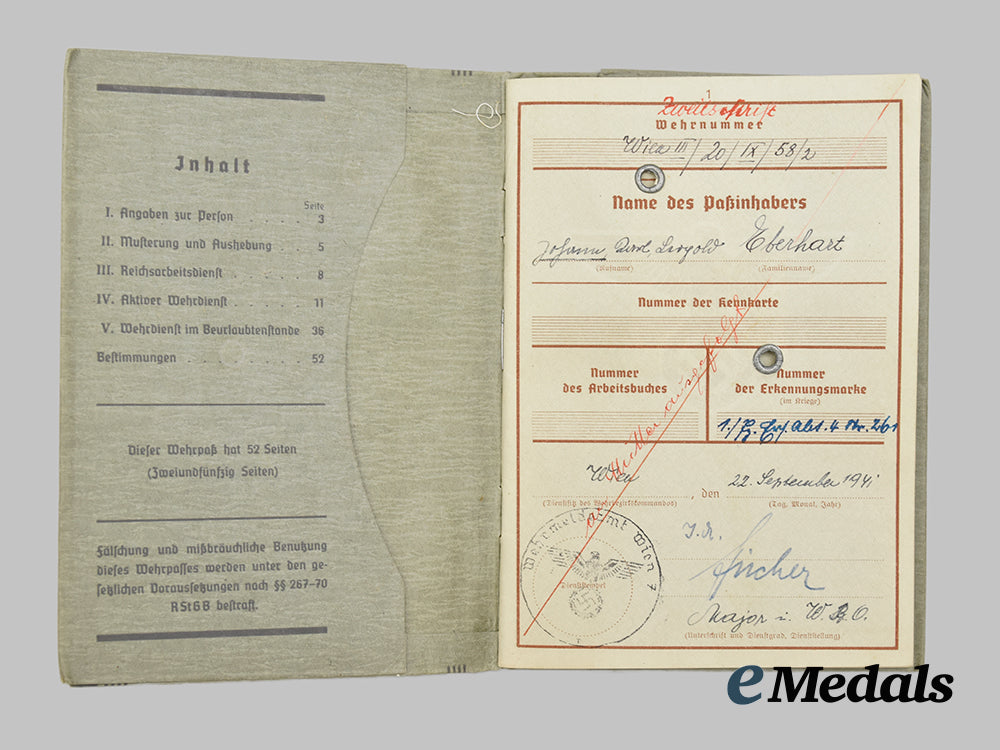 Inhalt
Seite
I. Angaben zur Person . . . . . 3
II. Musterung und Aushebung . . 5
III. Reichsarbeitsdienst . . . . . 8
IV. Aktiver Wehrdienst . . . . . 11
V. Wehrdienst im Beurlaubtenstande 36
Bestimmungen . . . . . . . . 52
Dieser Wehrpaß hat 52 Seiten
(Zweiundfünfzig Seiten)
Fälschung und mißbräuchliche Benutzung
dieses Wehrpasses werden unter den ge-
setzlichen Voraussetzungen nach §§ 267-70
RStGB bestraft.
Zweitschrift
Wehrnummer
Wien III/20/IX/58/2
Name des Paßinhabers
Johann Leopold Eberhart
(Rufname) (Familienname)
Nummer der Kennkarte
Nummer
des Arbeitsbuches
Nummer
der Erkennungsmarke
(im Kriege)
1./P. Ers. Abt. 4 Nr. 261
Mutter ausgefolgt
Wien, den 22. September 1941
(Dienstsitz des Wehrbezirkskommandos) (Tag, Monat, Jahr)
Wehrmeldeamt Wien 7
Dienststempel
Major
(Unterschrift und Dienstgrad, Dienststellung)
eMedals